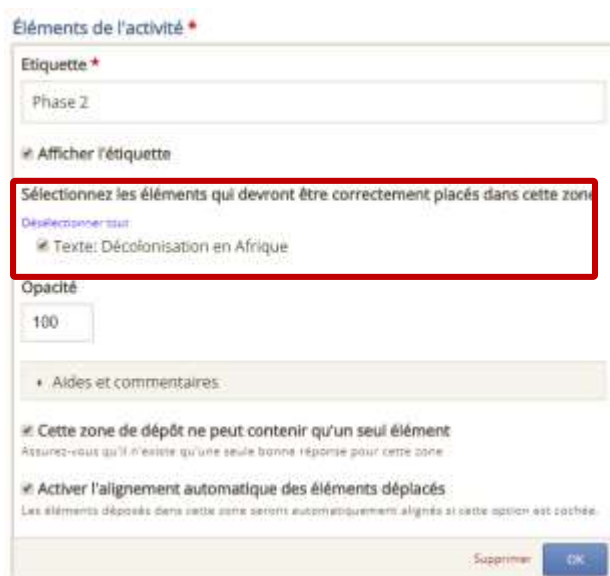 Éléments de l'activité *
Etiquette *
Phase 2
Afficher l'étiquette
Sélectionnez les éléments qui devront être correctement placés dans cette zone
Désélectionner tout
Texte: Décolonisation en Afrique
Opacité
100
Aides et commentaires
Cette zone de dépôt ne peut contenir qu'un seul élément
Assurez-vous qu'il n'existe qu'une seule bonne réponse pour cette zone
Activer l'alignement automatique des éléments déplacés
Les éléments déposés dans cette zone seront automatiquement alignés si cette option est cochée.
Supprimer OK